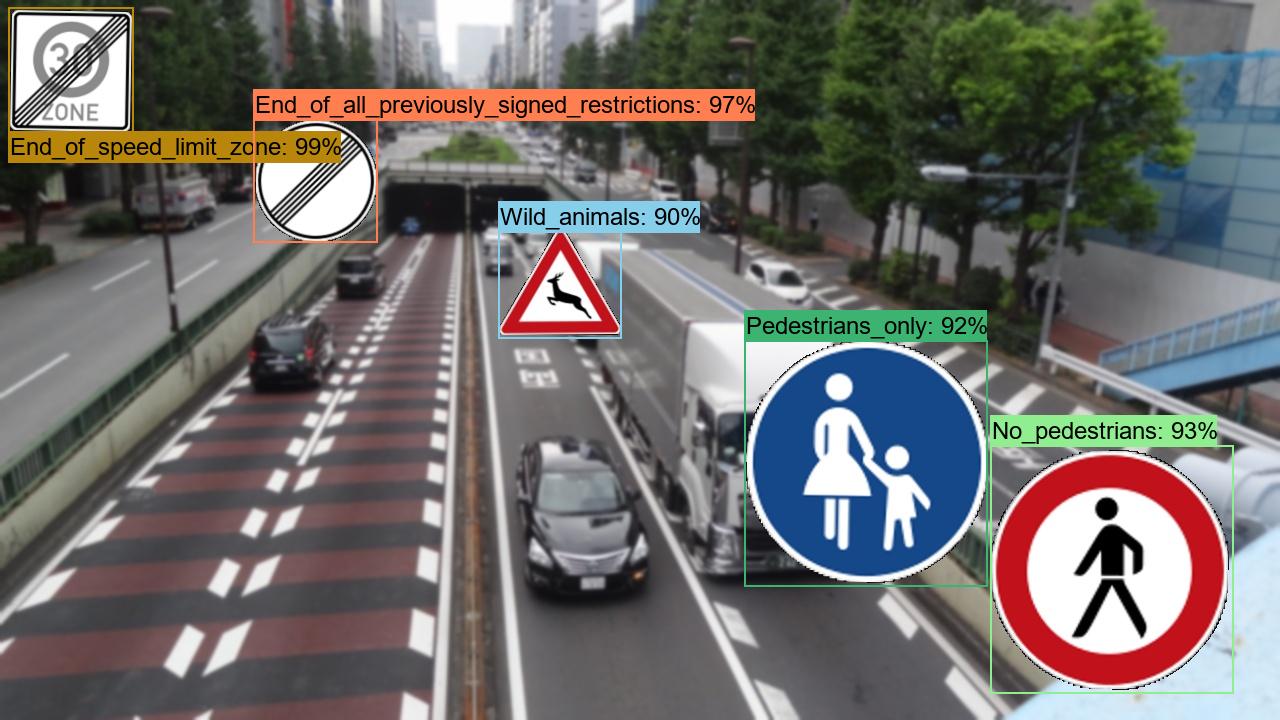 30
ZONE
End_of_speed_limit_zone: 99%
End_of_all_previously_signed_restrictions: 97%
Wild_animals: 90%
Pedestrians_only: 92%
No_pedestrians: 93%